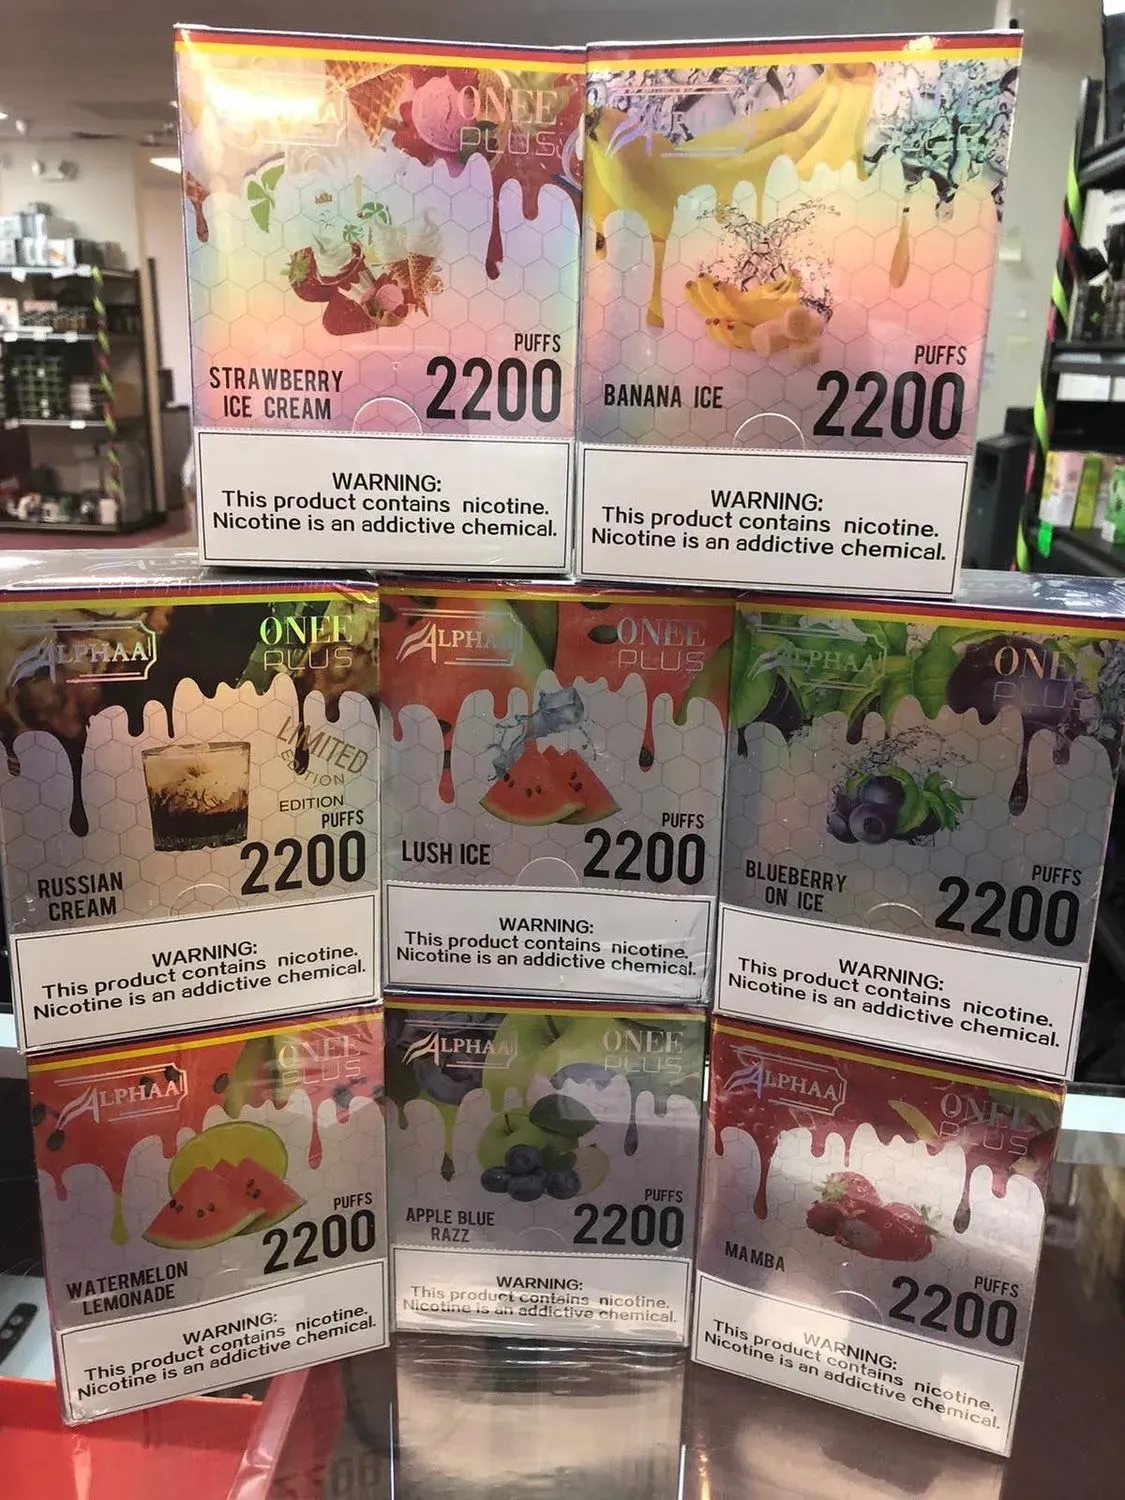 ONEE
PLUS
STRAWBERRY
ICE CREAM
PUFFS
2200
WARNING:
This product contains nicotine.
Nicotine is an addictive chemical.
BANANA ICE
PUFFS
2200
WARNING:
This product contains nicotine.
Nicotine is an addictive chemical.
ALPHAA
ONEE
PLUS
LIMITED
EDITION
EDITION
PUFFS
2200
RUSSIAN
CREAM
WARNING:
This product contains nicotine.
Nicotine is an addictive chemical.
ALPHAA
ONEE
PLUS
LUSH ICE
PUFFS
2200
WARNING:
This product contains nicotine.
Nicotine is an addictive chemical.
ALPHAA
ONEE
PLUS
BLUEBERRY
ON ICE
PUFFS
2200
WARNING:
This product contains nicotine.
Nicotine is an addictive chemical.
ALPHAA
ONEE
PLUS
WATERMELON
LEMONADE
PUFFS
2200
WARNING:
This product contains nicotine.
Nicotine is an addictive chemical.
ALPHAA
ONEE
PLUS
APPLE BLUE
RAZZ
PUFFS
2200
WARNING:
This product contains nicotine.
Nicotine is an addictive chemical.
ALPHAA
ONEE
PLUS
MAMBA
PUFFS
2200
WARNING:
This product contains nicotine.
Nicotine is an addictive chemical.